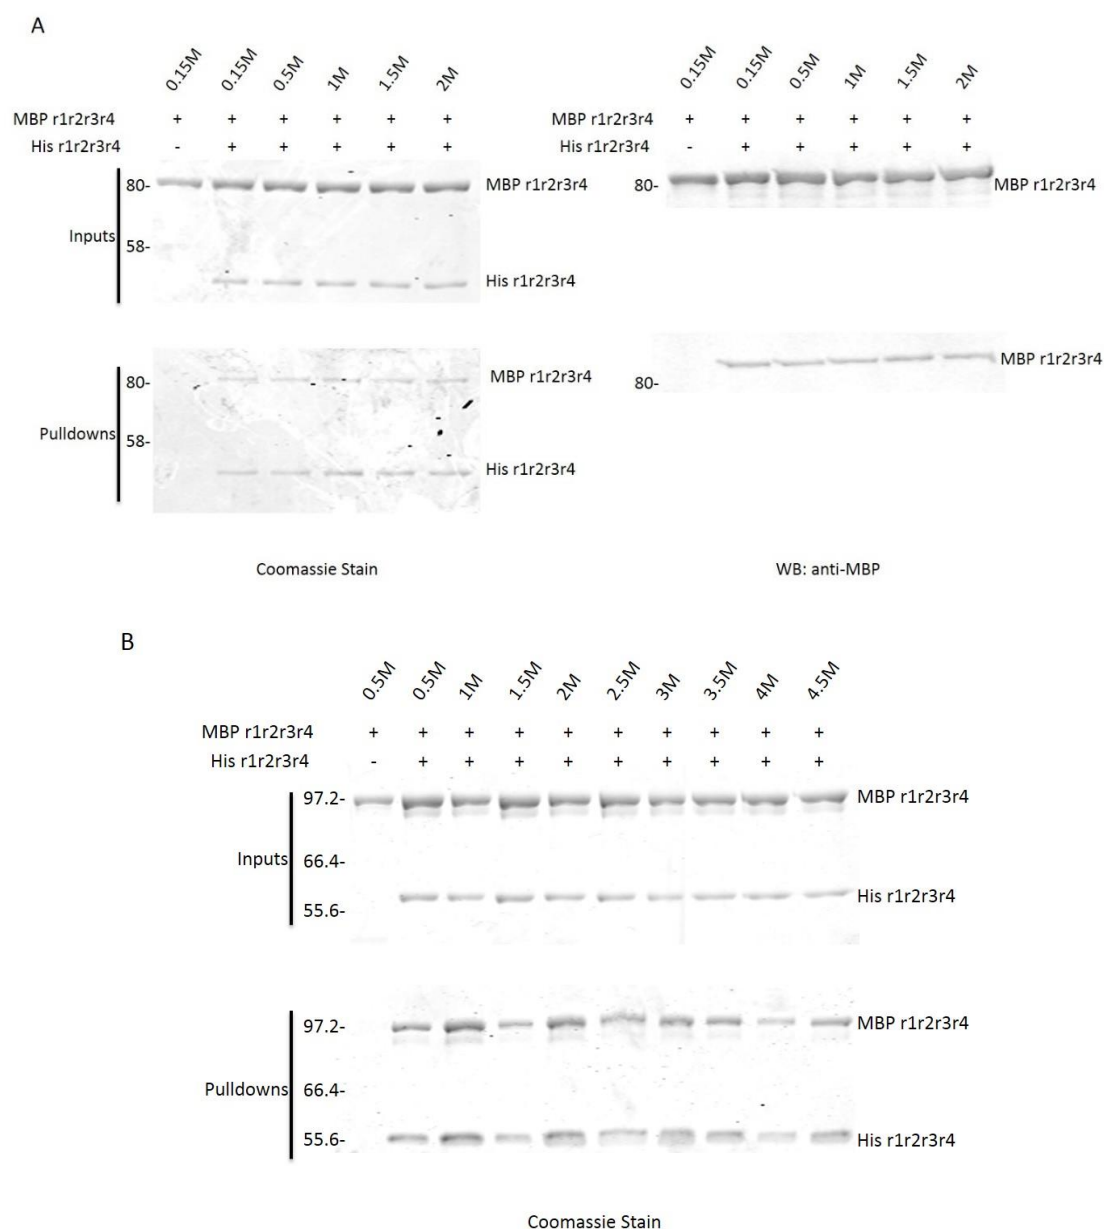 A
0.15M 0.15M 0.5M 1M 1.5M 2M
MBP r1r2r3r4 + + + + + +
His r1r2r3r4 - + + + + +
Inputs
80- MBP r1r2r3r4
58-
His r1r2r3r4
Pulldowns
80- MBP r1r2r3r4
58-
His r1r2r3r4
Coomassie Stain
0.15M 0.15M 0.5M 1M 1.5M 2M
MBP r1r2r3r4 + + + + + +
His r1r2r3r4 - + + + + +
80- MBP r1r2r3r4
MBP r1r2r3r4
80-
WB: anti-MBP
B
0.5M 0.5M 1M 1.5M 2M 2.5M 3M 3.5M 4M 4.5M
MBP r1r2r3r4 + + + + + + + + + +
His r1r2r3r4 - + + + + + + + + +
97.2- MBP r1r2r3r4
Inputs 66.4-
55.6- His r1r2r3r4
97.2- MBP r1r2r3r4
Pulldowns 66.4-
55.6- His r1r2r3r4
Coomassie Stain